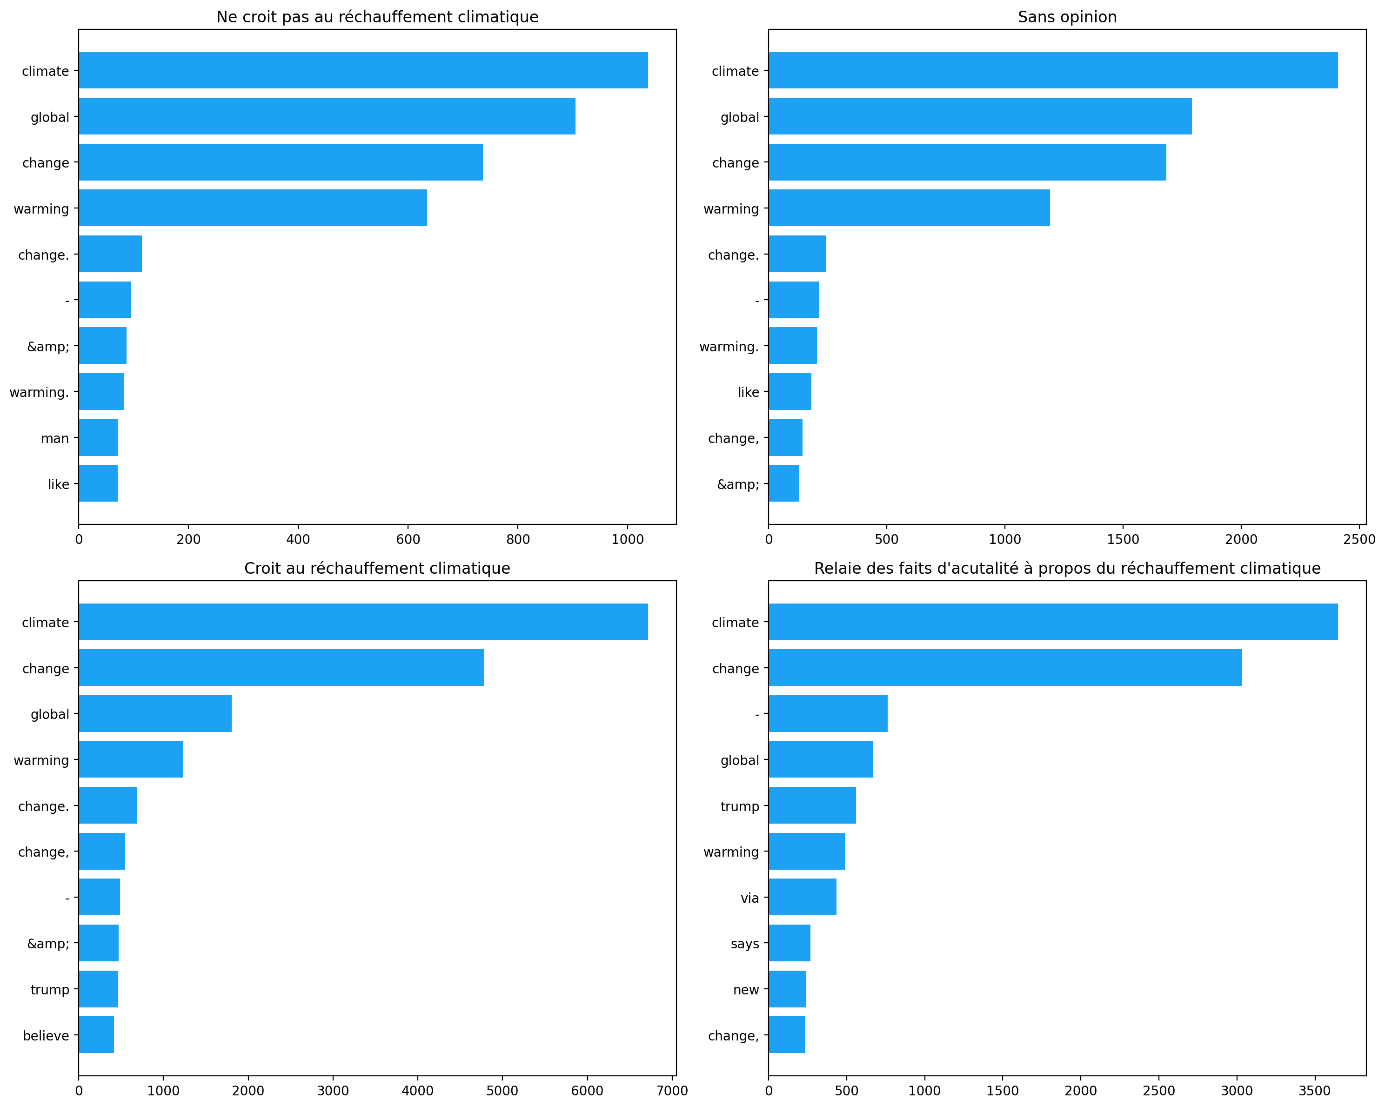 Ne croit pas au réchauffement climatique
climate
global
change
warming
change.
-
&amp;
warming.
man
like
0 200 400 600 800 1000
Sans opinion
climate
global
change
warming
change.
-
warming.
like
change,
&amp;
0 500 1000 1500 2000 2500
Croit au réchauffement climatique
climate
change
global
warming
change.
change,
-
&amp;
trump
believe
0 1000 2000 3000 4000 5000 6000 7000
Relaie des faits d'acutalité à propos du réchauffement climatique
climate
change
-
global
trump
warming
via
says
new
change,
0 500 1000 1500 2000 2500 3000 3500